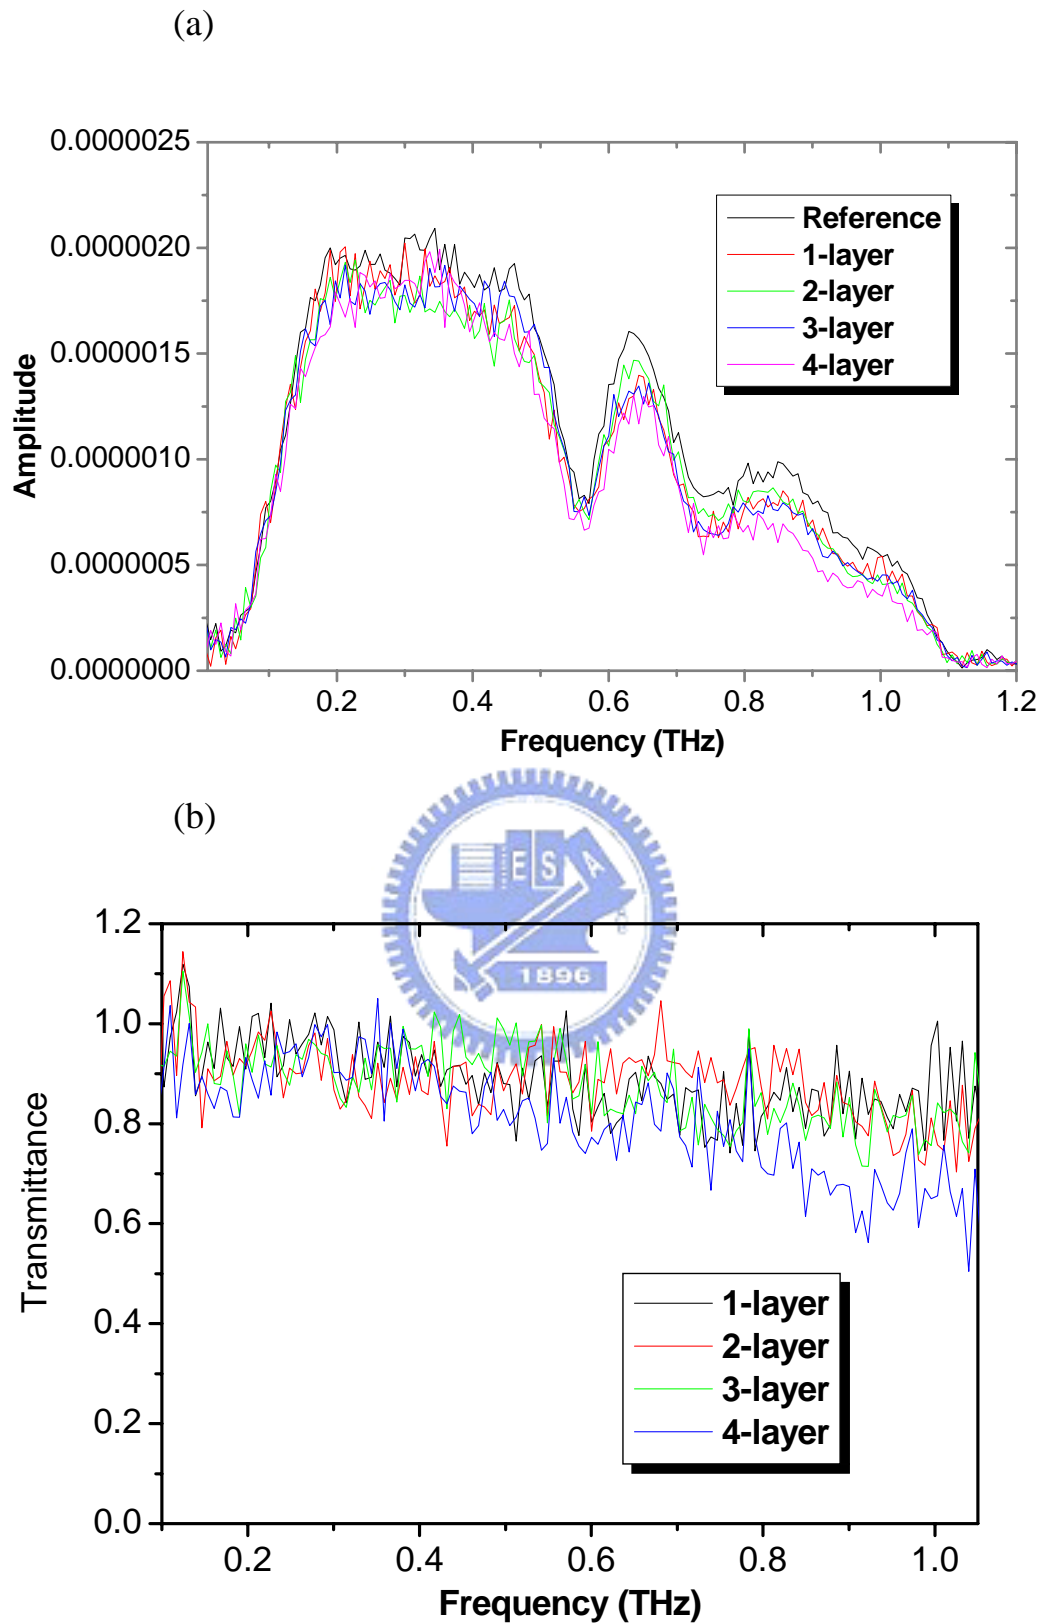 (a)
0.0000025
0.0000020
0.0000015
0.0000010
0.0000005
0.0000000
Amplitude
Reference
1-layer
2-layer
3-layer
4-layer
0.2 0.4 0.6 0.8 1.0 1.2
Frequency (THz)
(b)
E S A
1896
1.2
1.0
0.8
0.6
0.4
0.2
0.0
Transmittance
1-layer
2-layer
3-layer
4-layer
0.2 0.4 0.6 0.8 1.0
Frequency (THz)